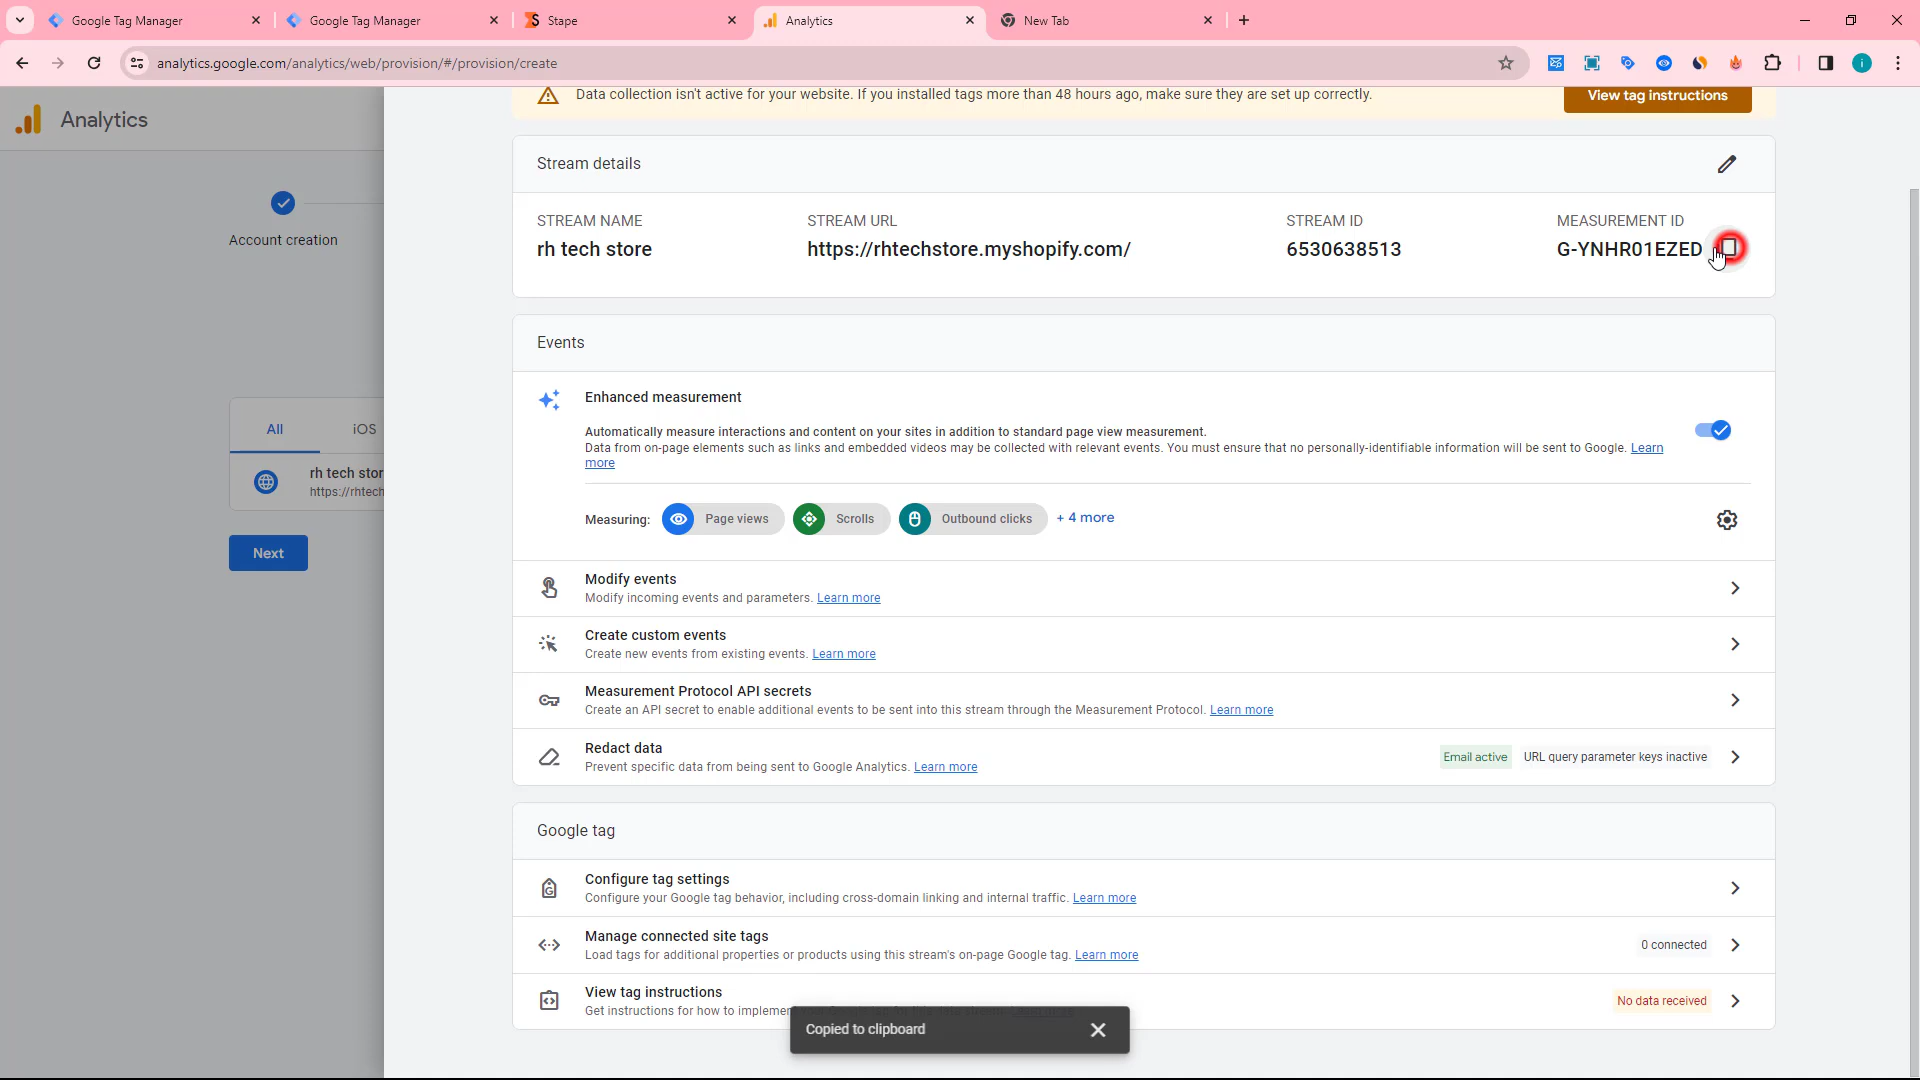 Google Tag Manager
Google Tag Manager
Stape
Analytics
New Tab
analytics.google.com/analytics/web/provision/#/provision/create
i
Analytics
Data collection isn't active for your website. If you installed tags more than 48 hours ago, make sure they are set up correctly.
View tag instructions
Account creation
All
iOS
rh tech stor
https://rhtech
Next
Stream details
STREAM NAME
rh tech store
STREAM URL
https://rhtechstore.myshopify.com/
STREAM ID
6530638513
MEASUREMENT ID
G-YNHR01EZED
Events
Enhanced measurement
Automatically measure interactions and content on your sites in addition to standard page view measurement.
Data from on-page elements such as links and embedded videos may be collected with relevant events. You must ensure that no personally-identifiable information will be sent to Google. Learn
more
Measuring:
Page views
Scrolls
Outbound clicks
+ 4 more
Modify events
Modify incoming events and parameters. Learn more
Create custom events
Create new events from existing events. Learn more
Measurement Protocol API secrets
Create an API secret to enable additional events to be sent into this stream through the Measurement Protocol. Learn more
Redact data
Prevent specific data from being sent to Google Analytics. Learn more
Email active
URL query parameter keys inactive
Google tag
Configure tag settings
Configure your Google tag behavior, including cross-domain linking and internal traffic. Learn more
Manage connected site tags
Load tags for additional properties or products using this stream's on-page Google tag. Learn more
0 connected
View tag instructions
Get instructions for how to implemen
No data received
Copied to clipboard